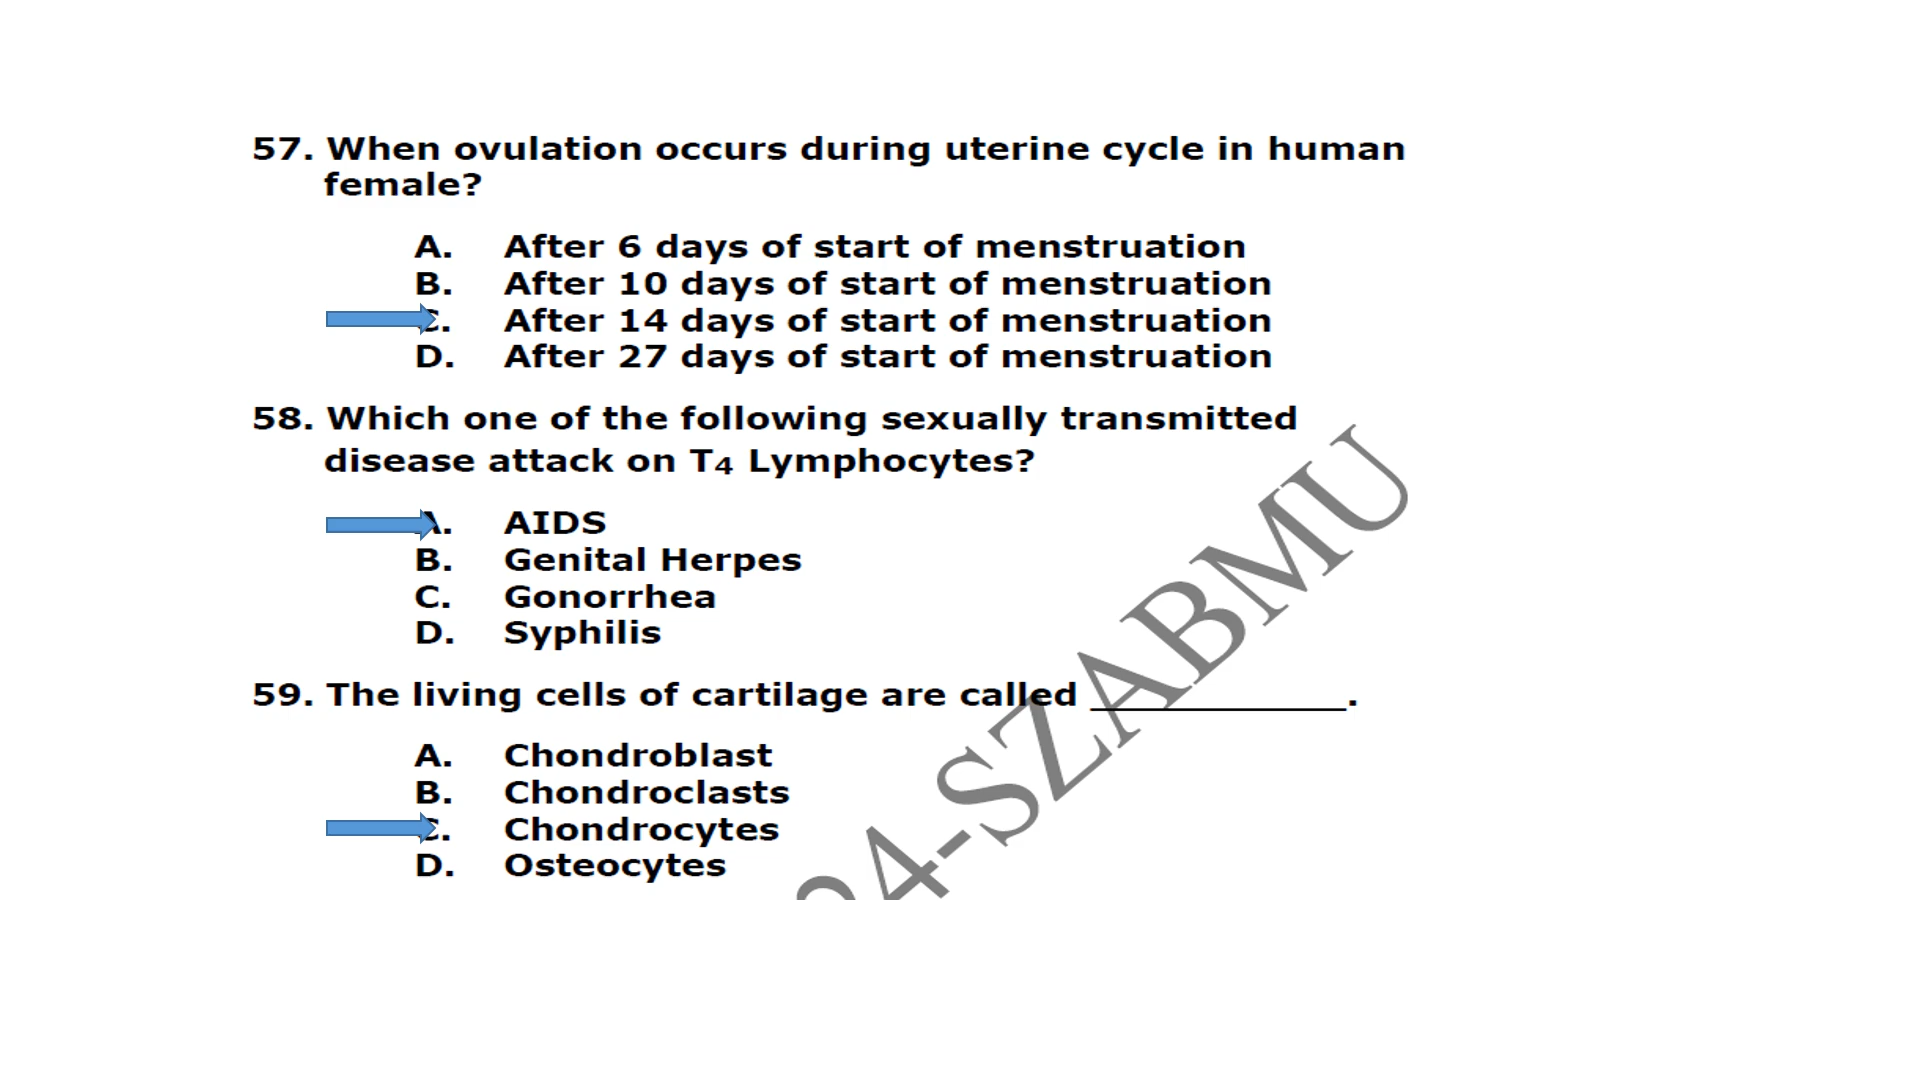 57. When ovulation occurs during uterine cycle in human
female?
A. After 6 days of start of menstruation
B. After 10 days of start of menstruation
C. After 14 days of start of menstruation
D. After 27 days of start of menstruation
58. Which one of the following sexually transmitted
disease attack on T₄ Lymphocytes?
A. AIDS
B. Genital Herpes
C. Gonorrhea
D. Syphilis
59. The living cells of cartilage are called ______________.
A. Chondroblast
B. Chondroclasts
C. Chondrocytes
D. Osteocytes
24-SZABMU